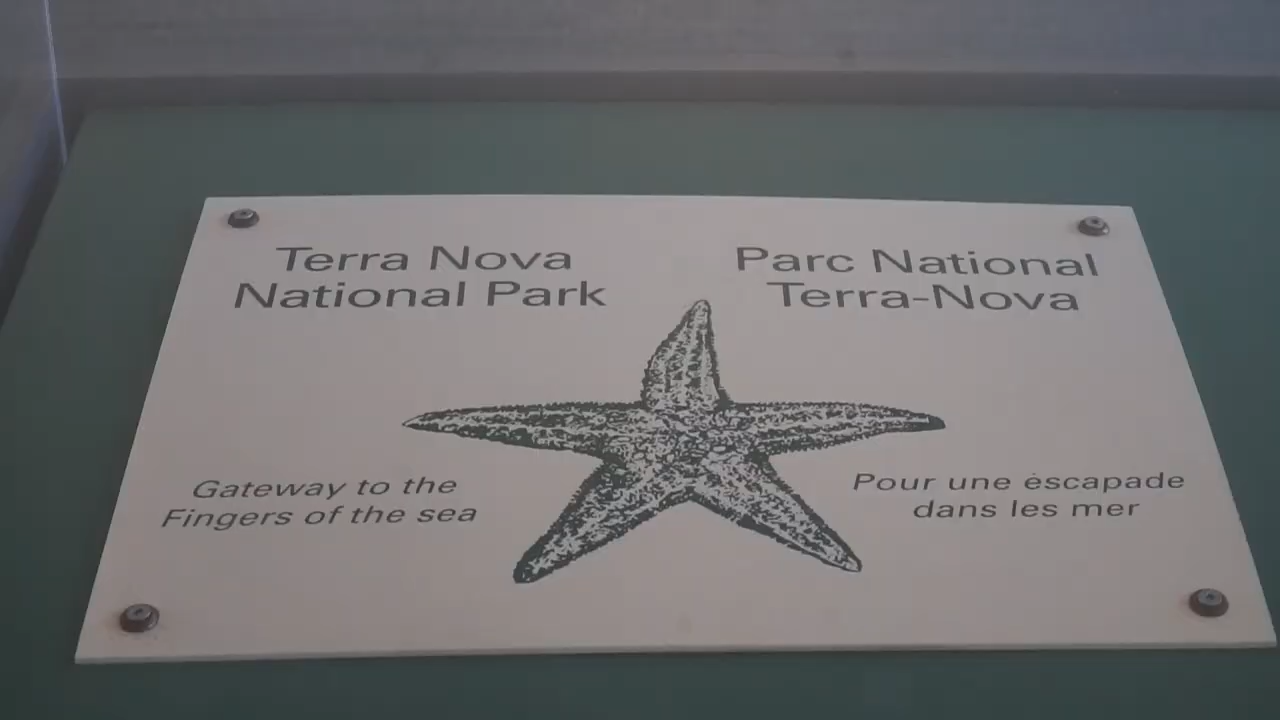 Terra Nova
National Park
Parc National
Terra-Nova
Gateway to the
Fingers of the sea
Pour une éscapade
dans les mer